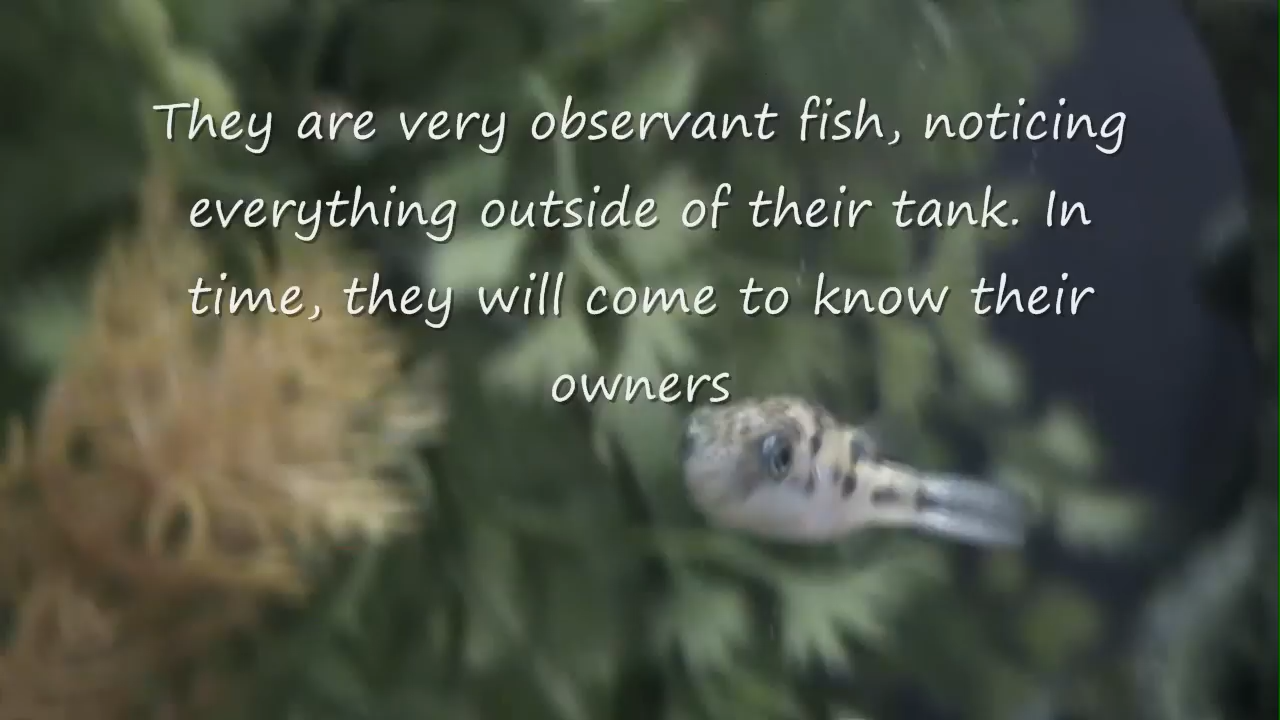 They are very observant fish, noticing
everything outside of their tank. In
time, they will come to know their
owners